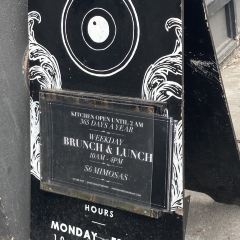 KITCHEN OPEN UNTIL 2 AM
365 DAYS A YEAR
WEEKDAY
BRUNCH & LUNCH
10AM - 4PM
$6 MIMOSAS
HOURS
MONDAY